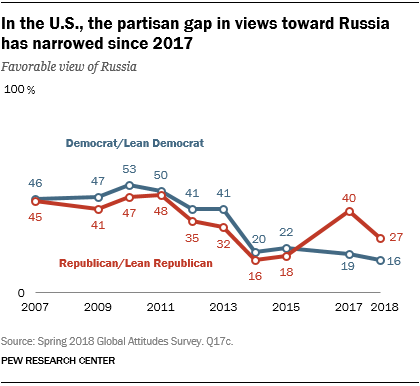 In the U.S., the partisan gap in views toward Russia
has narrowed since 2017
Favorable view of Russia
100 %
Democrat/Lean Democrat
46 47 53 50 41 41 20 22 19 16
45 41 47 48 35 32 16 18 40 27
Republican/Lean Republican
0
2007 2009 2011 2013 2015 2017 2018
Source: Spring 2018 Global Attitudes Survey. Q17c.
PEW RESEARCH CENTER